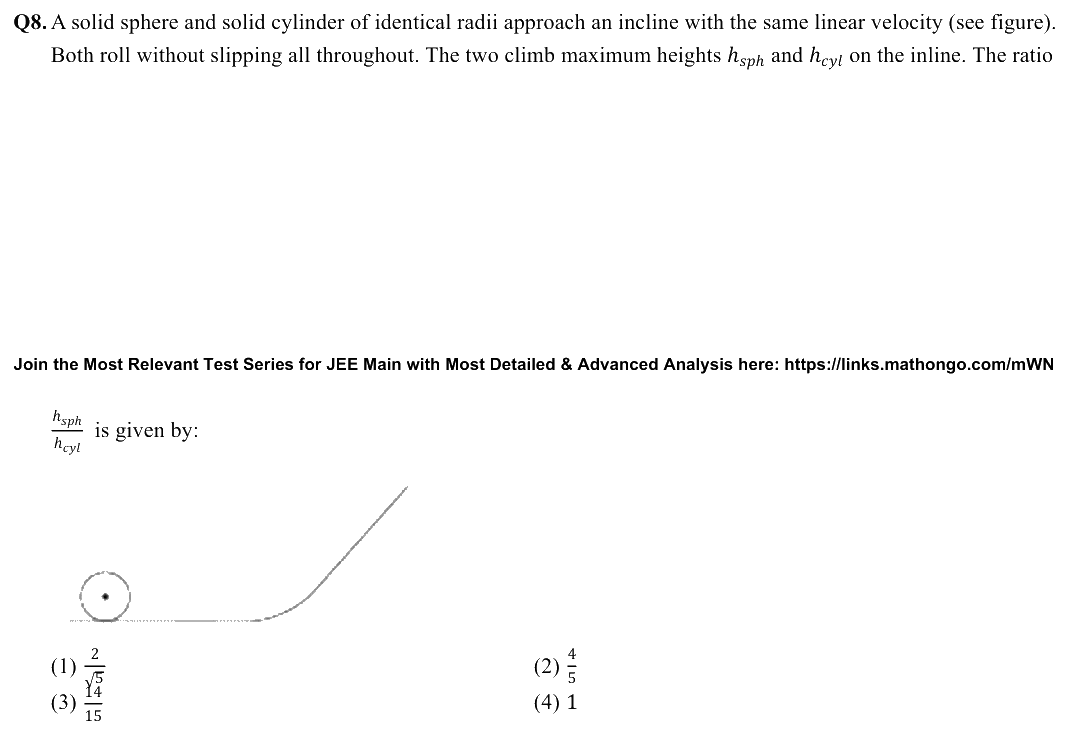 Q8. A solid sphere and solid cylinder of identical radii approach an incline with the same linear velocity (see figure).
Both roll without slipping all throughout. The two climb maximum heights h_sph and h_cyl on the inline. The ratio
Join the Most Relevant Test Series for JEE Main with Most Detailed & Advanced Analysis here: https://links.mathongo.com/mWN
h_sph/h_cyl is given by:
(1) 2/√5 (2) 4/5
(3) 14/15 (4) 1